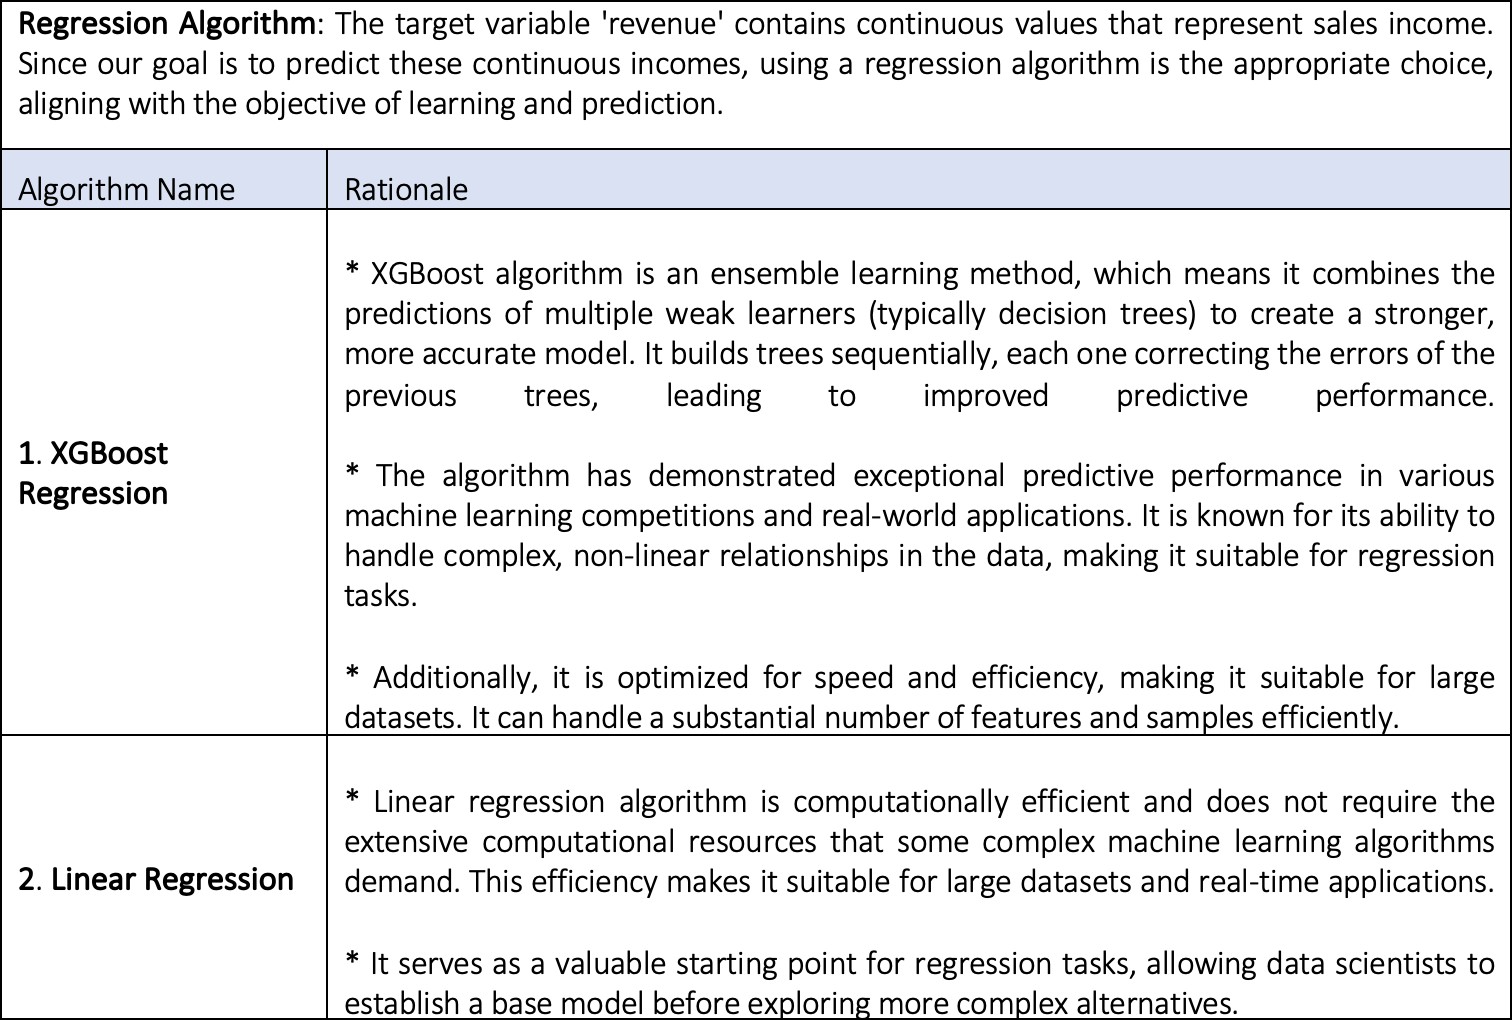 Regression Algorithm: The target variable 'revenue' contains continuous values that represent sales income.
Since our goal is to predict these continuous incomes, using a regression algorithm is the appropriate choice,
aligning with the objective of learning and prediction.
Algorithm Name
Rationale
1. XGBoost
Regression
* XGBoost algorithm is an ensemble learning method, which means it combines the
predictions of multiple weak learners (typically decision trees) to create a stronger,
more accurate model. It builds trees sequentially, each one correcting the errors of the
previous trees, leading to improved predictive performance.
* The algorithm has demonstrated exceptional predictive performance in various
machine learning competitions and real-world applications. It is known for its ability to
handle complex, non-linear relationships in the data, making it suitable for regression
tasks.
* Additionally, it is optimized for speed and efficiency, making it suitable for large
datasets. It can handle a substantial number of features and samples efficiently.
2. Linear Regression
* Linear regression algorithm is computationally efficient and does not require the
extensive computational resources that some complex machine learning algorithms
demand. This efficiency makes it suitable for large datasets and real-time applications.
* It serves as a valuable starting point for regression tasks, allowing data scientists to
establish a base model before exploring more complex alternatives.